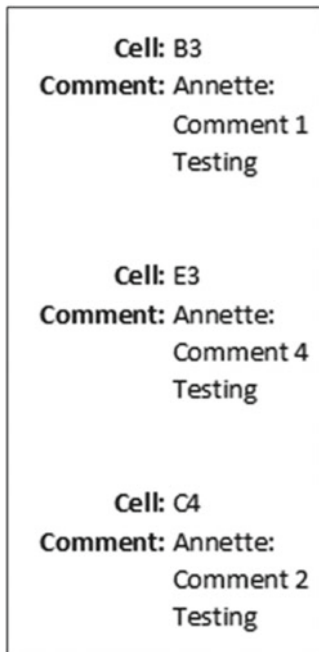 Cell: B3
Comment: Annette:
Comment 1
Testing
Cell: E3
Comment: Annette:
Comment 4
Testing
Cell: C4
Comment: Annette:
Comment 2
Testing